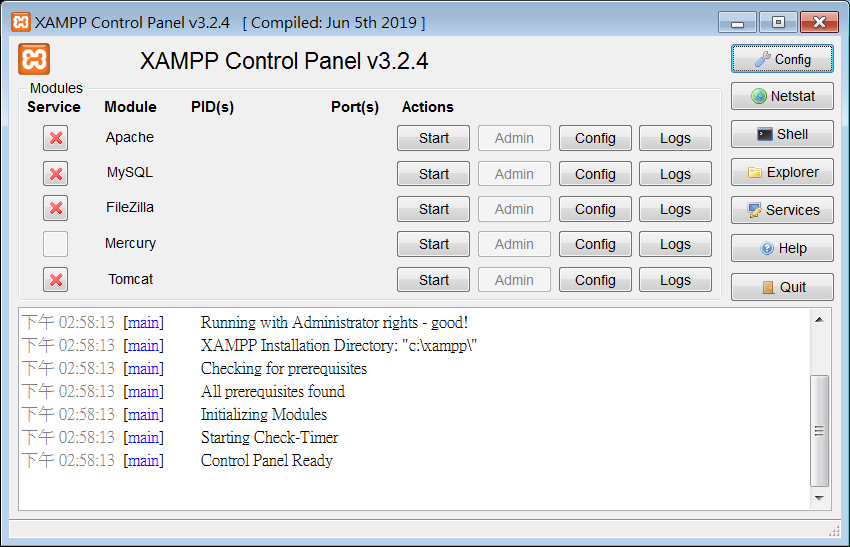 XAMPP Control Panel v3.2.4 [ Compiled: Jun 5th 2019 ]
XAMPP Control Panel v3.2.4
Config
Modules
Service Module PID(s) Port(s) Actions
Netstat
Apache Start Admin Config Logs
Shell
MySQL Start Admin Config Logs
Explorer
FileZilla Start Admin Config Logs
Services
Mercury Start Admin Config Logs
Help
Tomcat Start Admin Config Logs
Quit
下午 02:58:13 [main] Running with Administrator rights - good!
下午 02:58:13 [main] XAMPP Installation Directory: "c:\xampp\"
下午 02:58:13 [main] Checking for prerequisites
下午 02:58:13 [main] All prerequisites found
下午 02:58:13 [main] Initializing Modules
下午 02:58:13 [main] Starting Check-Timer
下午 02:58:13 [main] Control Panel Ready